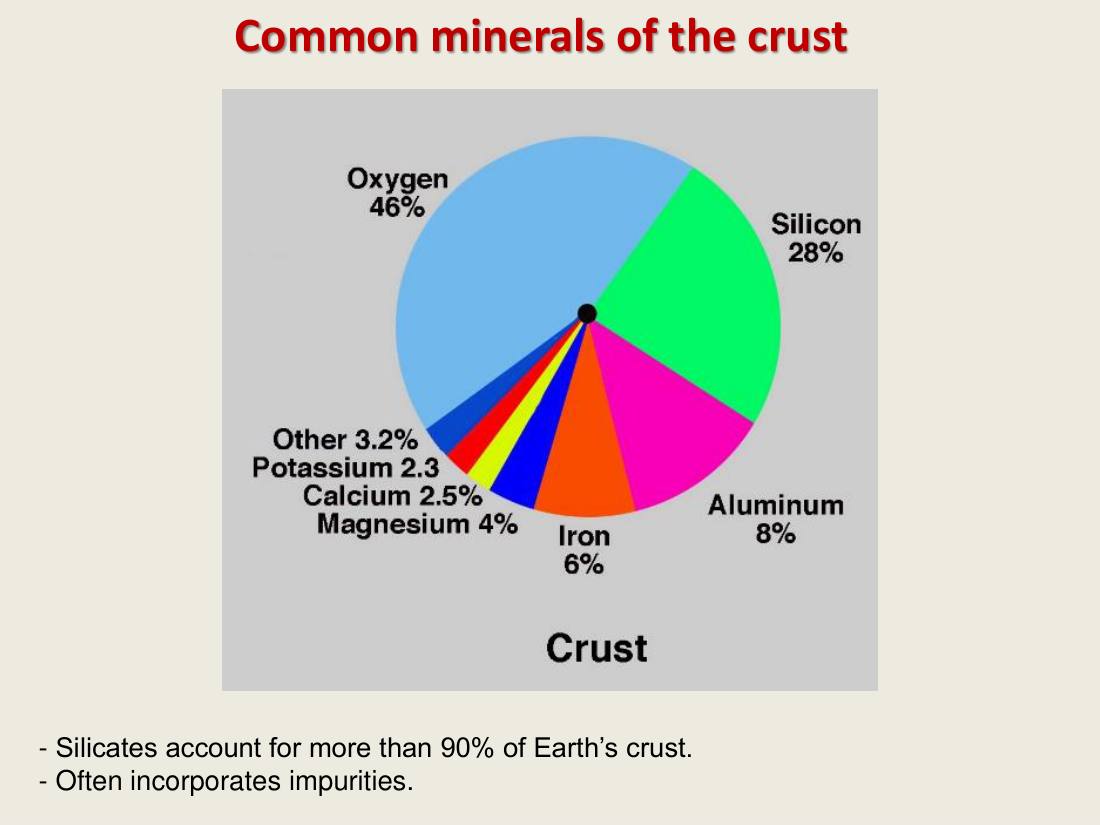 Common minerals of the crust
Oxygen
46%
Silicon
28%
Other 3.2%
Potassium 2.3
Calcium 2.5%
Magnesium 4%
Iron
6%
Aluminum
8%
Crust
- Silicates account for more than 90% of Earth’s crust.
- Often incorporates impurities.